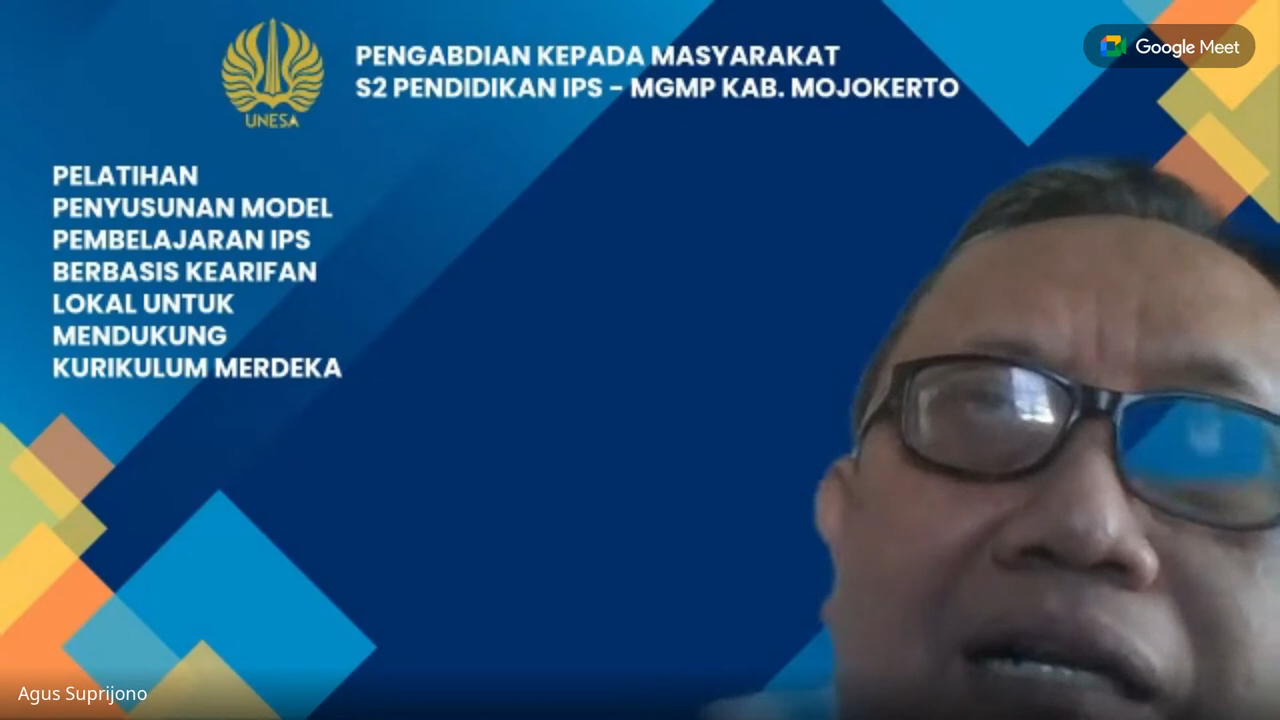 Google Meet
UNESA
PENGABDIAN KEPADA MASYARAKAT
S2 PENDIDIKAN IPS – MGMP KAB. MOJOKERTO
PELATIHAN
PENYUSUNAN MODEL
PEMBELAJARAN IPS
BERBASIS KEARIFAN
LOKAL UNTUK
MENDUKUNG
KURIKULUM MERDEKA
Agus Suprijono